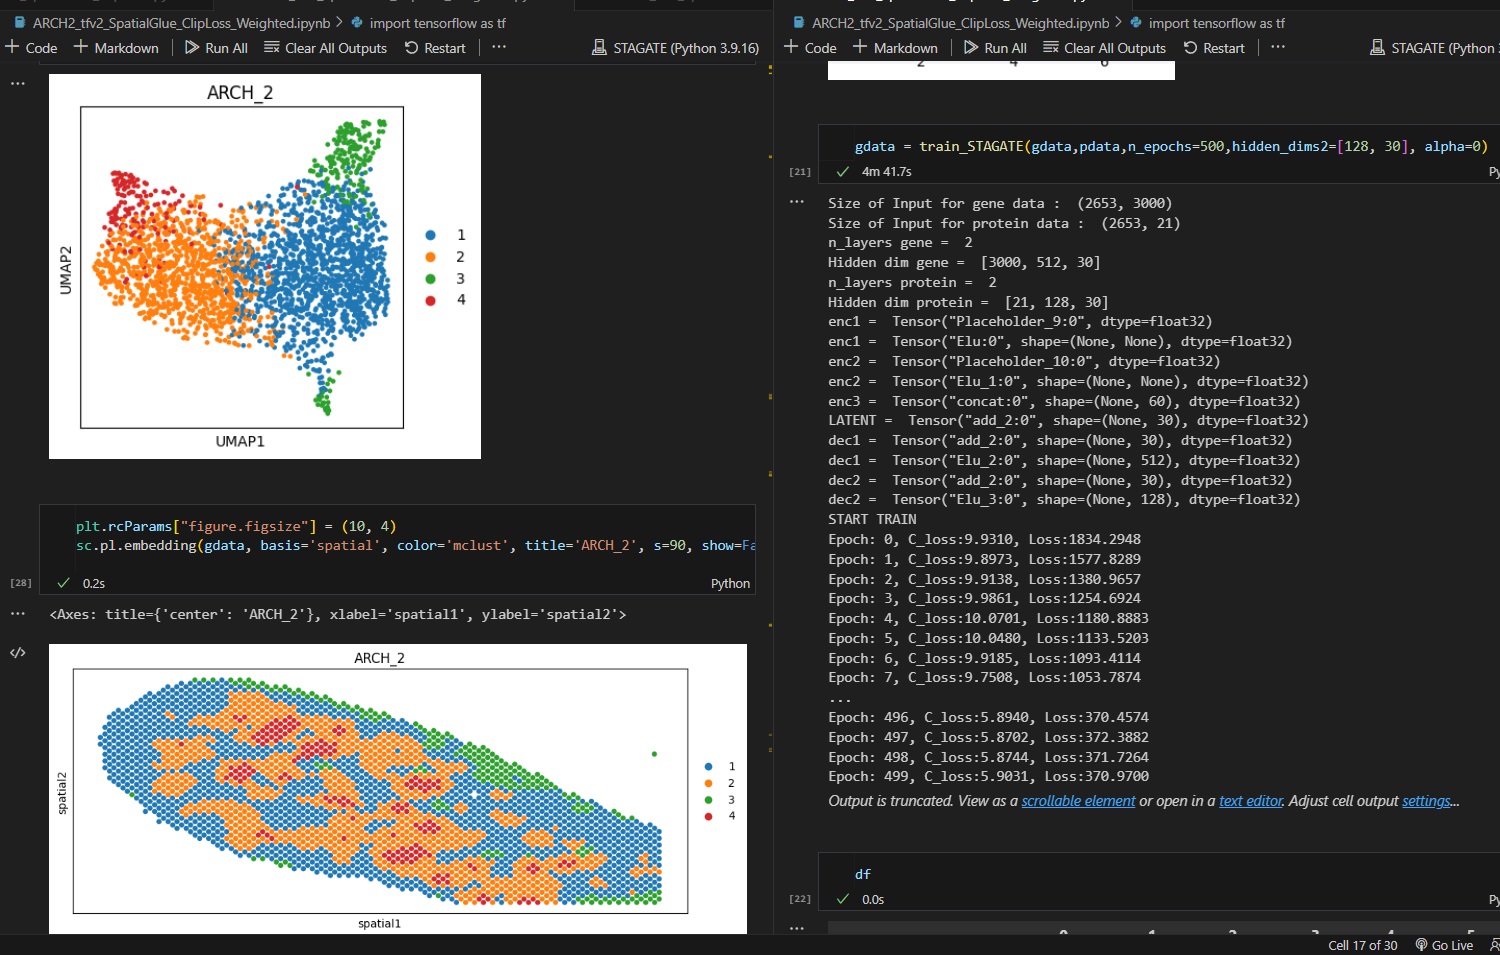 ARCH2_tfv2_SpatialGlue_ClipLoss_Weighted.ipynb > import tensorflow as tf
+ Code + Markdown Run All Clear All Outputs Restart ... STAGATE (Python 3.9.16)
...
ARCH_2
UMAP2
1
2
3
4
UMAP1
plt.rcParams["figure.figsize"] = (10, 4)
sc.pl.embedding(gdata, basis='spatial', color='mclust', title='ARCH_2', s=90, show=Fa
[28] 0.2s Python
... <Axes: title={'center': 'ARCH_2'}, xlabel='spatial1', ylabel='spatial2'>
</>
ARCH_2
spatial2
1
2
3
4
spatial1
ARCH2_tfv2_SpatialGlue_ClipLoss_Weighted.ipynb > import tensorflow as tf
+ Code + Markdown Run All Clear All Outputs Restart ... STAGATE (Python
2 4 6
gdata = train_STAGATE(gdata,pdata,n_epochs=500,hidden_dims2=[128, 30], alpha=0)
[21] 4m 41.7s Py
... Size of Input for gene data :  (2653, 3000)
Size of Input for protein data :  (2653, 21)
n_layers gene =  2
Hidden dim gene =  [3000, 512, 30]
n_layers protein =  2
Hidden dim protein =  [21, 128, 30]
enc1 =  Tensor("Placeholder_9:0", dtype=float32)
enc1 =  Tensor("Elu:0", shape=(None, None), dtype=float32)
enc2 =  Tensor("Placeholder_10:0", dtype=float32)
enc2 =  Tensor("Elu_1:0", shape=(None, None), dtype=float32)
enc3 =  Tensor("concat:0", shape=(None, 60), dtype=float32)
LATENT =  Tensor("add_2:0", shape=(None, 30), dtype=float32)
dec1 =  Tensor("add_2:0", shape=(None, 30), dtype=float32)
dec1 =  Tensor("Elu_2:0", shape=(None, 512), dtype=float32)
dec2 =  Tensor("add_2:0", shape=(None, 30), dtype=float32)
dec2 =  Tensor("Elu_3:0", shape=(None, 128), dtype=float32)
START TRAIN
Epoch: 0, C_loss:9.9310, Loss:1834.2948
Epoch: 1, C_loss:9.8973, Loss:1577.8289
Epoch: 2, C_loss:9.9138, Loss:1380.9657
Epoch: 3, C_loss:9.9861, Loss:1254.6924
Epoch: 4, C_loss:10.0701, Loss:1180.8883
Epoch: 5, C_loss:10.0480, Loss:1133.5203
Epoch: 6, C_loss:9.9185, Loss:1093.4114
Epoch: 7, C_loss:9.7508, Loss:1053.7874
...
Epoch: 496, C_loss:5.8940, Loss:370.4574
Epoch: 497, C_loss:5.8702, Loss:372.3882
Epoch: 498, C_loss:5.8744, Loss:371.7264
Epoch: 499, C_loss:5.9031, Loss:370.9700
Output is truncated. View as a scrollable element or open in a text editor. Adjust cell output settings...
df
[22] 0.0s Py
...
Cell 17 of 30 Go Live